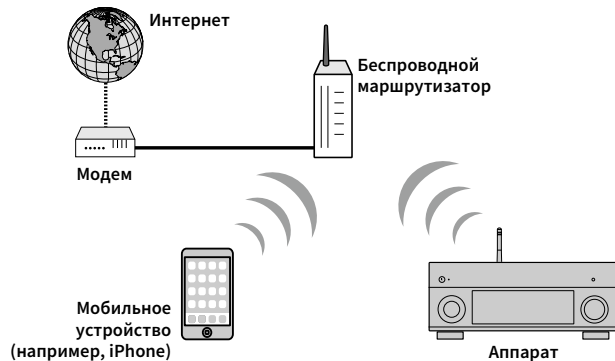 Интернет
Беспроводной
маршрутизатор
Модем
Мобильное
устройство
(например, iPhone)
Аппарат